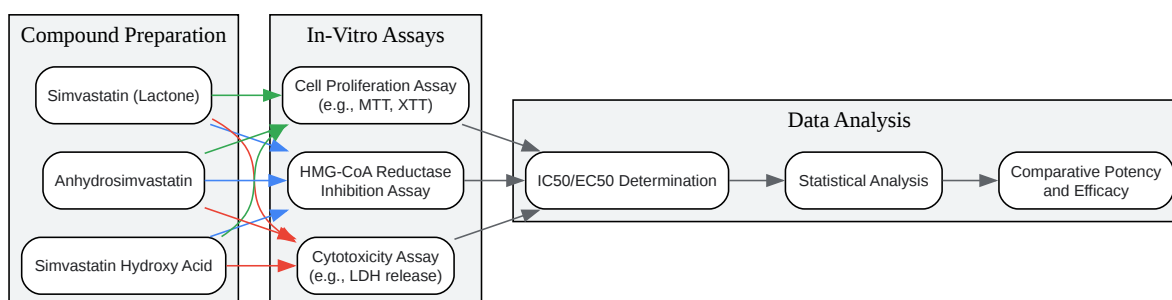 Compound Preparation
Simvastatin (Lactone)
Anhydrosimvastatin
Simvastatin Hydroxy Acid
In-Vitro Assays
Cell Proliferation Assay
(e.g., MTT, XTT)
HMG-CoA Reductase
Inhibition Assay
Cytotoxicity Assay
(e.g., LDH release)
Data Analysis
IC50/EC50 Determination
Statistical Analysis
Comparative Potency
and Efficacy